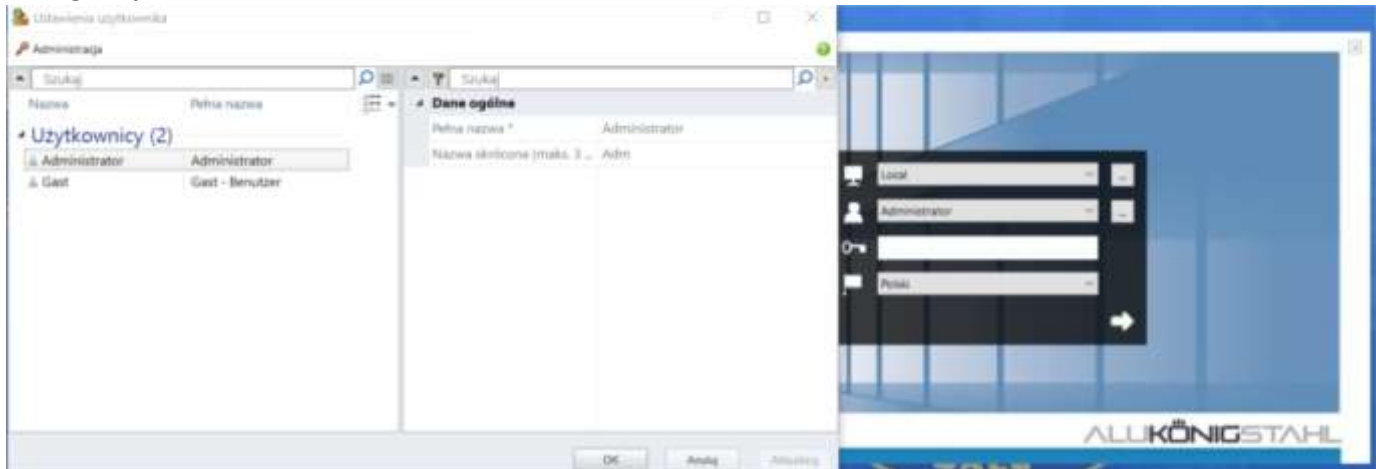 Ustawienia użytkownika
Administracja
Szukaj
Nazwa Pełna nazwa
Użytkownicy (2)
Administrator Administrator
Gast Gast - Benutzer
Szukaj
Dane ogólne
Pełna nazwa * Administrator
Nazwa skrócona (maks. 3 ... Adm
OK Anuluj
Local
...
Administrator
...
Polski
ALUKÖNIGSTAHL